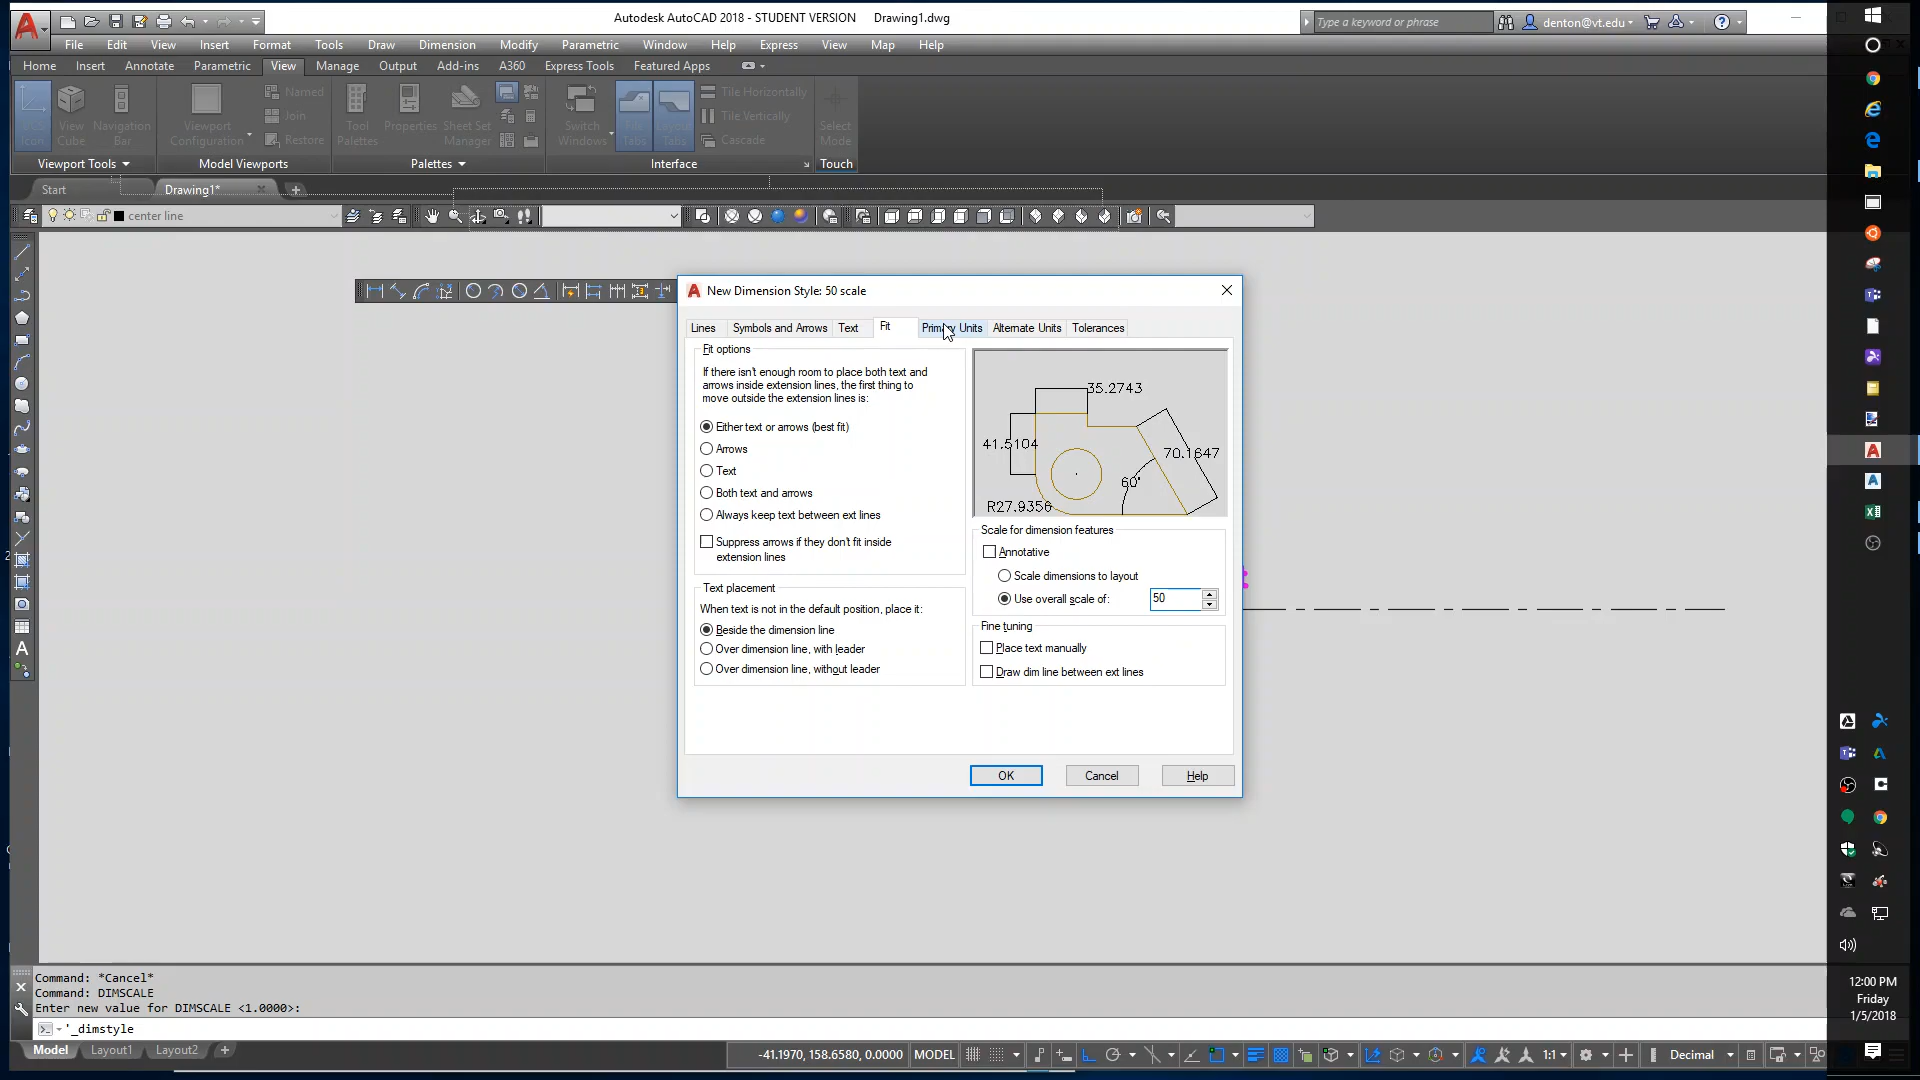 Autodesk AutoCAD 2018 - STUDENT VERSION Drawing1.dwg
Type a keyword or phrase
denton@vt.edu
File Edit View Insert Format Tools Draw Dimension Modify Parametric Window Help Express View Map Help
Home Insert Annotate Parametric View Manage Output Add-ins A360 Express Tools Featured Apps
UCS Icon
View Cube
Navigation Bar
Viewport Configuration
Named
Join
Restore
Tool Palettes
Properties
Sheet Set Manager
Switch Windows
File Tabs
Layout Tabs
Tile Horizontally
Tile Vertically
Cascade
Select Mode
Viewport Tools Model Viewports Palettes Interface Touch
Start Drawing1*
center line
New Dimension Style: 50 scale
Lines Symbols and Arrows Text Fit Primary Units Alternate Units Tolerances
Fit options
If there isn't enough room to place both text and
arrows inside extension lines, the first thing to
move outside the extension lines is:
Either text or arrows (best fit)
Arrows
Text
Both text and arrows
Always keep text between ext lines
Suppress arrows if they don't fit inside
extension lines
Text placement
When text is not in the default position, place it:
Beside the dimension line
Over dimension line, with leader
Over dimension line, without leader
35.2743
41.5104
70.1647
60°
R27.9356
Scale for dimension features
Annotative
Scale dimensions to layout
Use overall scale of: 50
Fine tuning
Place text manually
Draw dim line between ext lines
OK Cancel Help
Command: *Cancel*
Command: DIMSCALE
Enter new value for DIMSCALE <1.0000>:
'_dimstyle
Model Layout1 Layout2
-41.1970, 158.6580, 0.0000 MODEL 1:1 Decimal
12:00 PM
Friday
1/5/2018